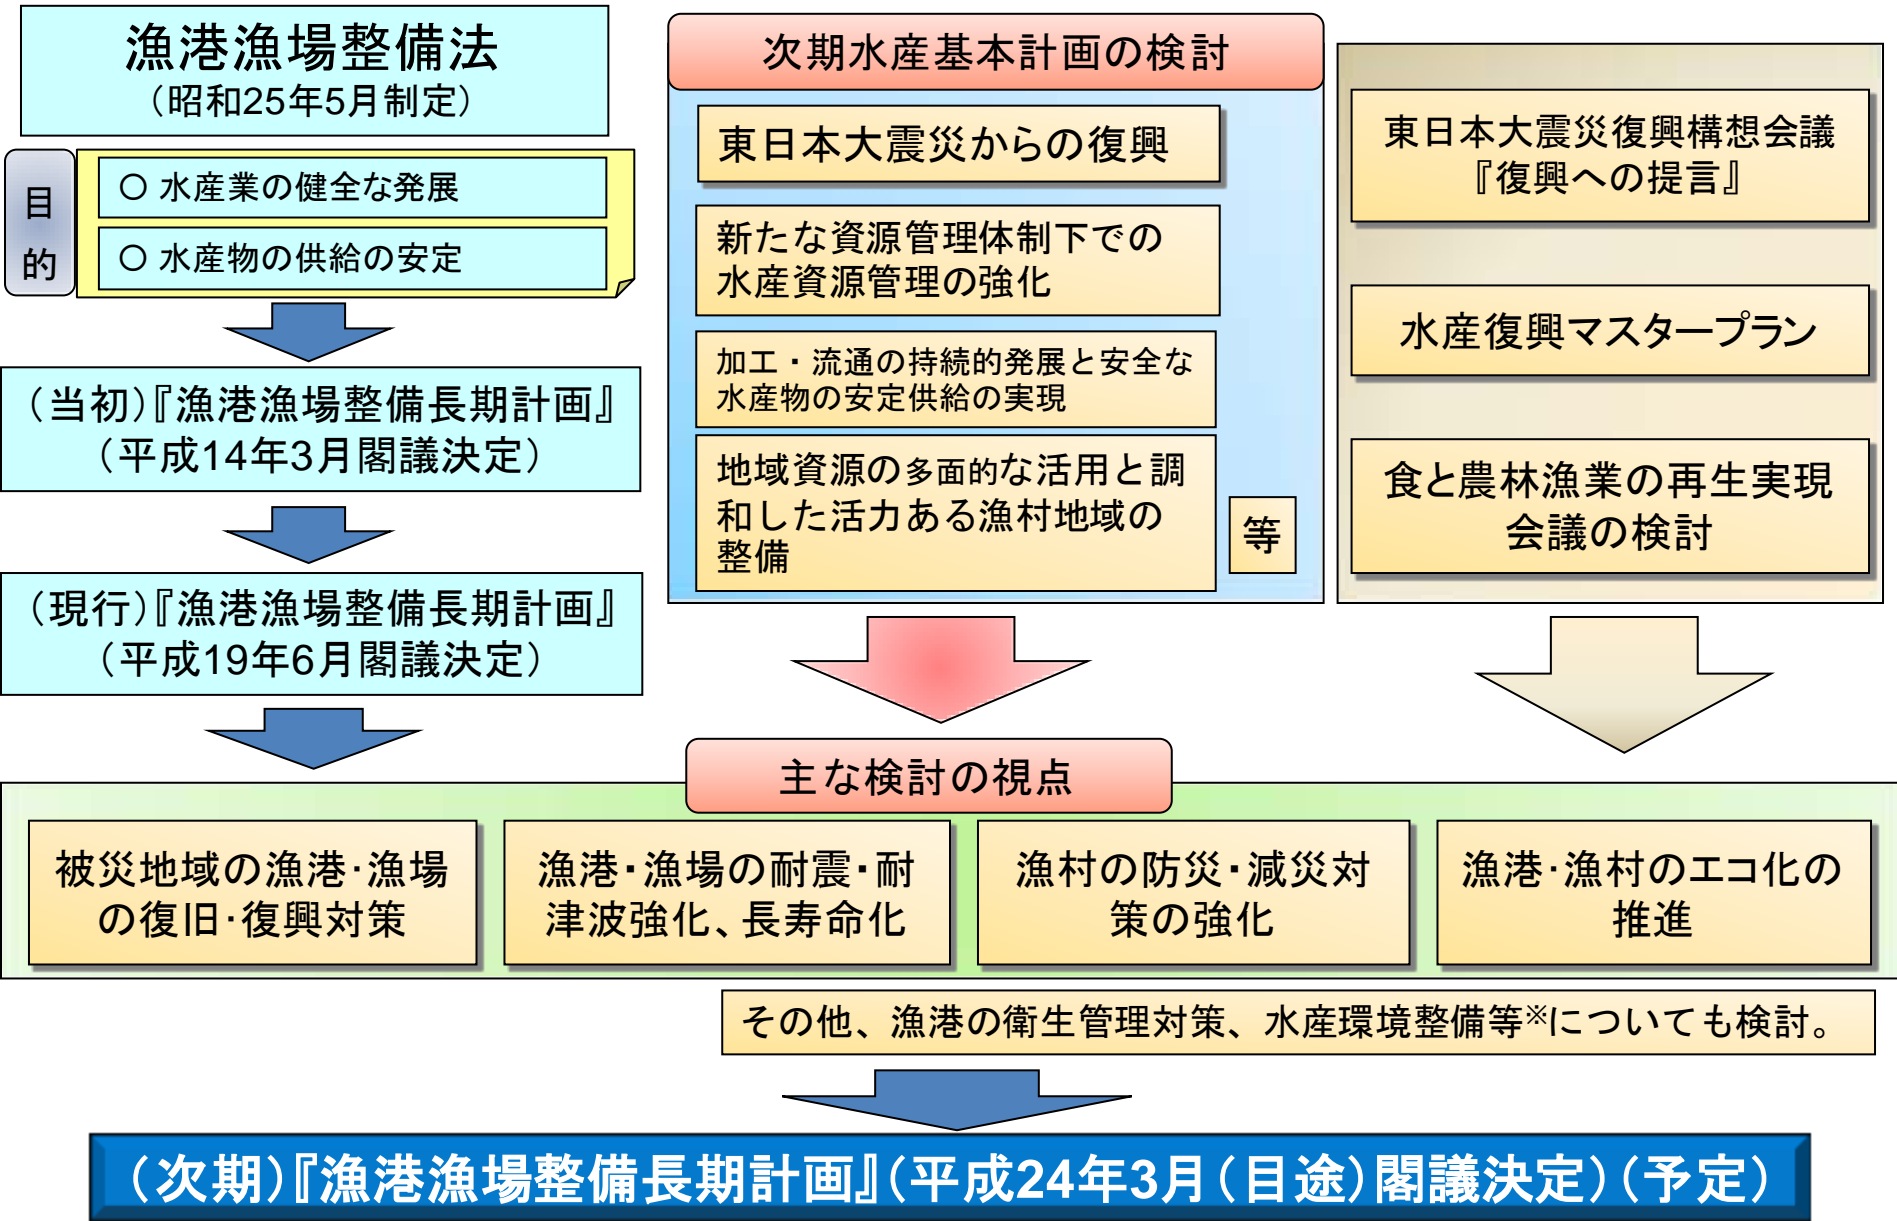 漁港漁場整備法
（昭和25年5月制定）
目
的
○ 水産業の健全な発展
○ 水産物の供給の安定
（当初）『漁港漁場整備長期計画』
（平成14年3月閣議決定）
（現行）『漁港漁場整備長期計画』
（平成19年6月閣議決定）
次期水産基本計画の検討
東日本大震災からの復興
新たな資源管理体制下での
水産資源管理の強化
加工・流通の持続的発展と安全な
水産物の安定供給の実現
地域資源の多面的な活用と調
和した活力ある漁村地域の
整備
等
東日本大震災復興構想会議
『復興への提言』
水産復興マスタープラン
食と農林漁業の再生実現
会議の検討
主な検討の視点
被災地域の漁港・漁場
の復旧・復興対策
漁港・漁場の耐震・耐
津波強化、長寿命化
漁村の防災・減災対
策の強化
漁港・漁村のエコ化の
推進
その他、漁港の衛生管理対策、水産環境整備等※についても検討。
（次期）『漁港漁場整備長期計画』（平成24年3月（目途）閣議決定）（予定）